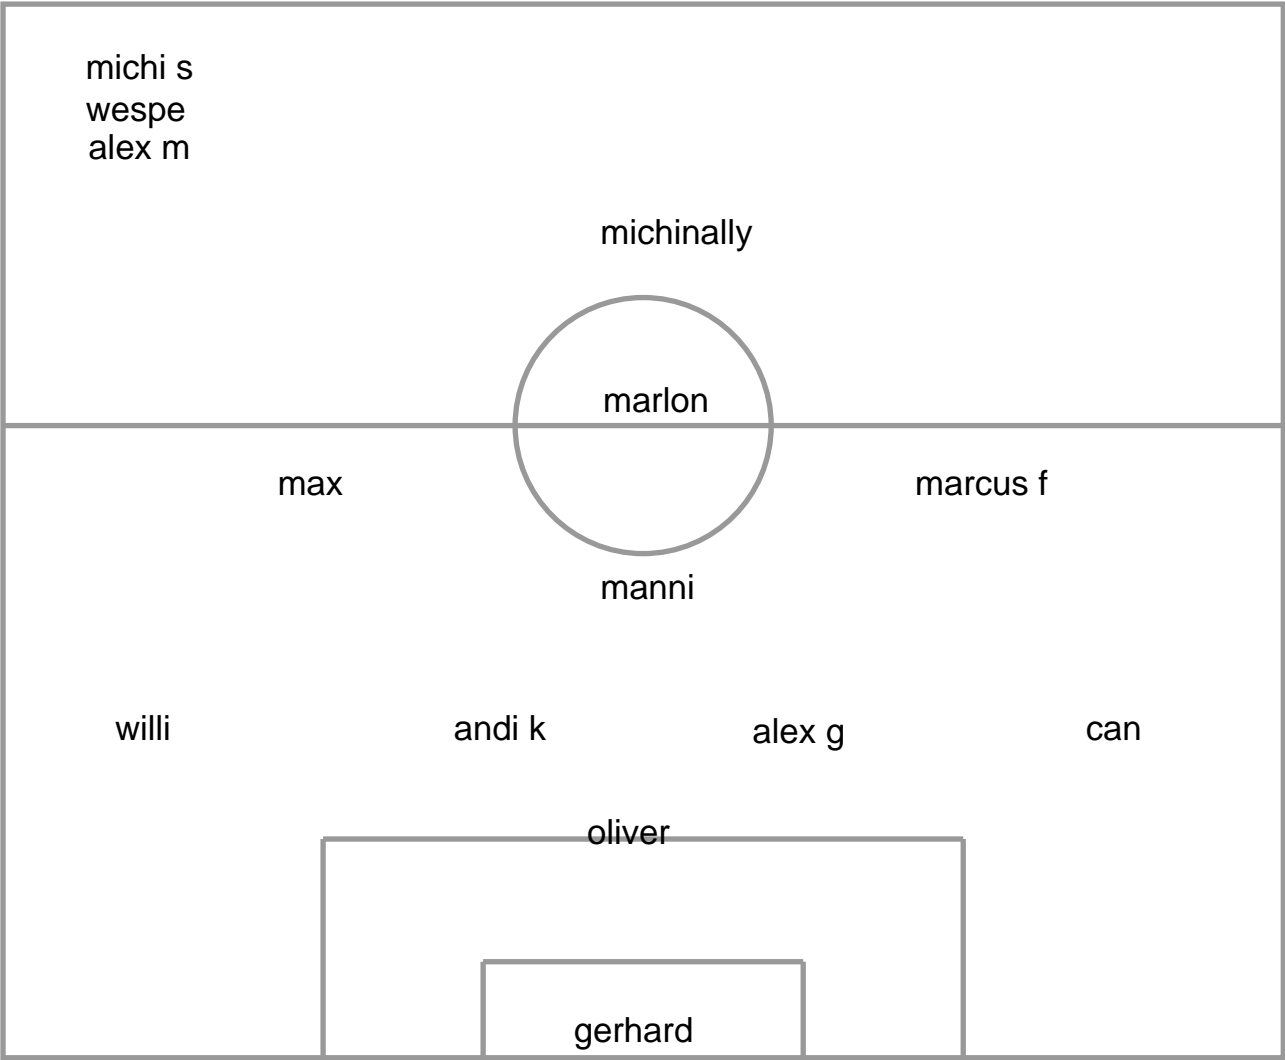 michi s
wespe
alex m
michinally
marlon
max marcus f
manni
willi andi k alex g can
oliver
gerhard